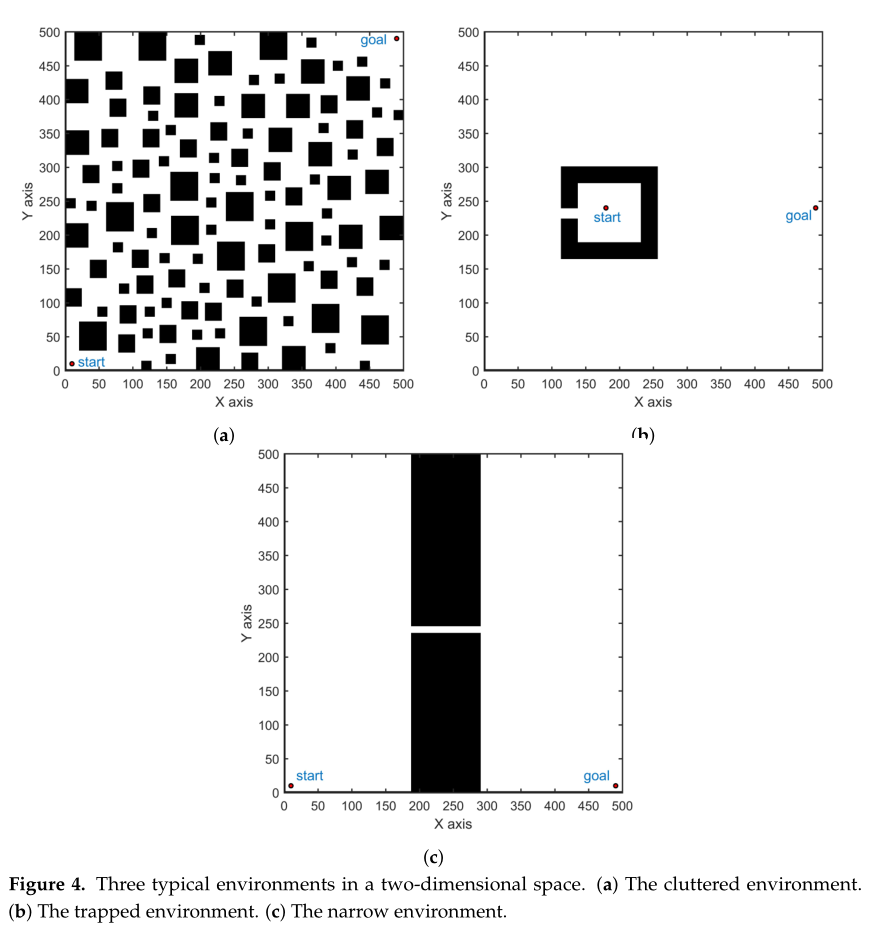 500
450
400
350
300
250
200
150
100
50
0
Y axis
goal
start
0 50 100 150 200 250 300 350 400 450 500
X axis
(a)
500
450
400
350
300
250
200
150
100
50
0
Y axis
start
goal
0 50 100 150 200 250 300 350 400 450 500
X axis
(b)
500
450
400
350
300
250
200
150
100
50
0
Y axis
start
goal
0 50 100 150 200 250 300 350 400 450 500
X axis
(c)
Figure 4. Three typical environments in a two-dimensional space. (a) The cluttered environment.
(b) The trapped environment. (c) The narrow environment.